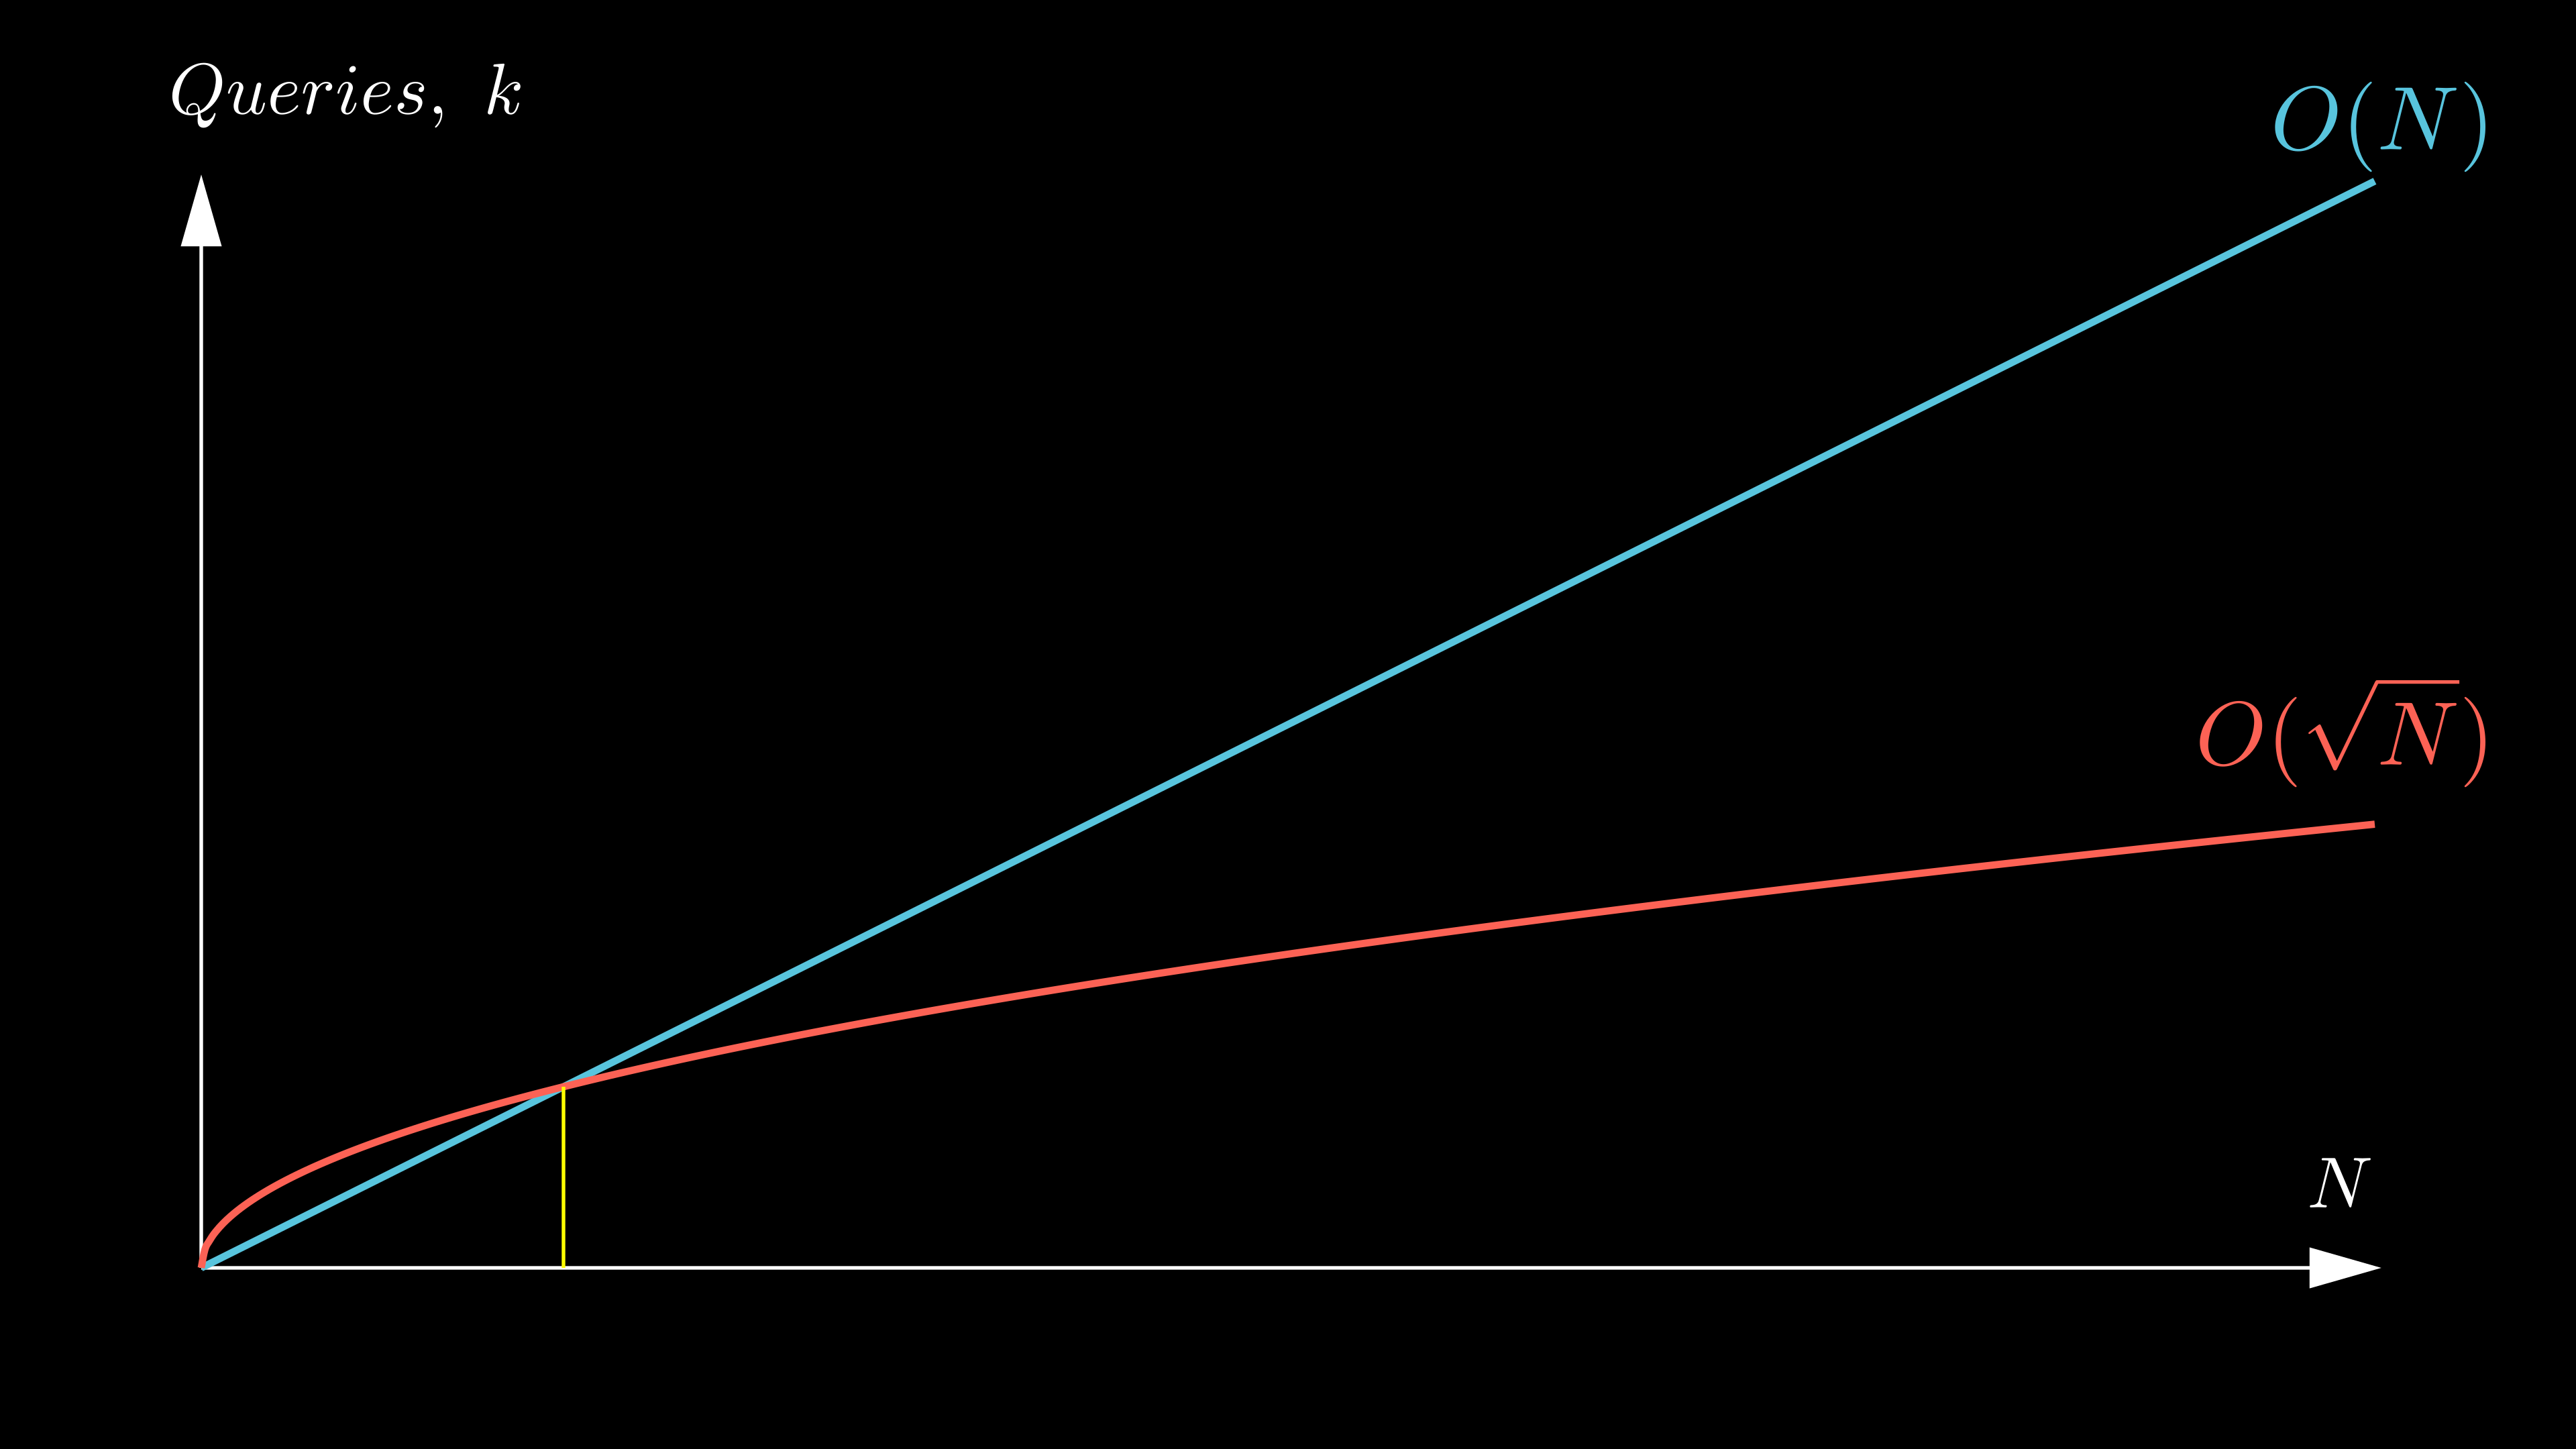 Queries, k
O(N)
O(√N)
N